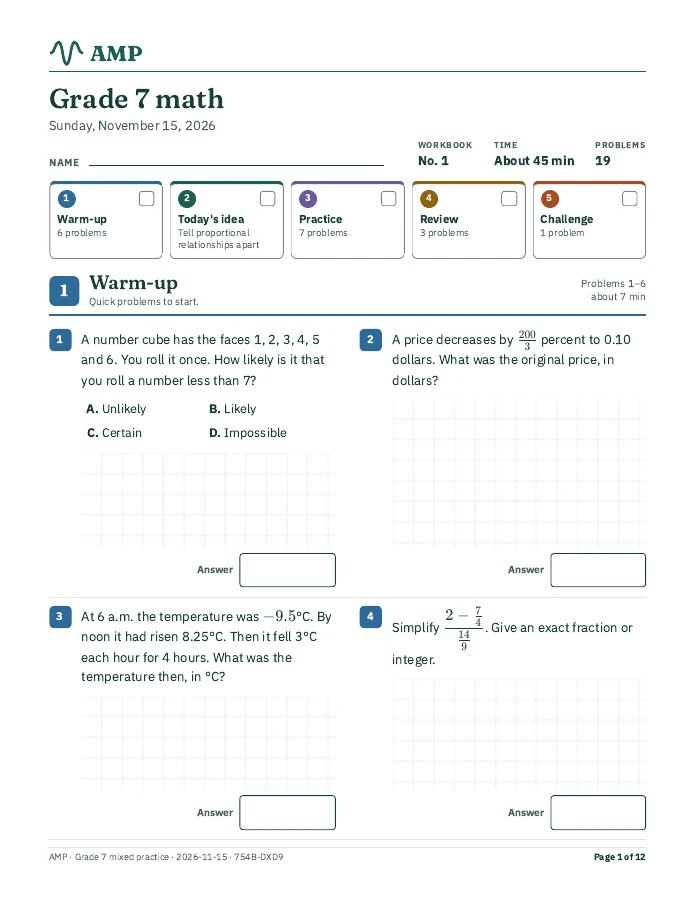 AMP
Grade 7 math
Sunday, November 15, 2026
NAME
WORKBOOK TIME PROBLEMS
No. 1 About 45 min 19
1
Warm-up
6 problems
2
Today's idea
Tell proportional
relationships apart
3
Practice
7 problems
4
Review
3 problems
5
Challenge
1 problem
1 Warm-up
Quick problems to start.
Problems 1–6
about 7 min
1 A number cube has the faces 1, 2, 3, 4, 5
and 6. You roll it once. How likely is it that
you roll a number less than 7?
A. Unlikely B. Likely
C. Certain D. Impossible
Answer
2 A price decreases by 200/3 percent to 0.10
dollars. What was the original price, in
dollars?
Answer
3 At 6 a.m. the temperature was −9.5°C. By
noon it had risen 8.25°C. Then it fell 3°C
each hour for 4 hours. What was the
temperature then, in °C?
Answer
4 Simplify (2 − 7/4)/(14/9). Give an exact fraction or
integer.
Answer
AMP · Grade 7 mixed practice · 2026-11-15 · 754B-DXD9
Page 1 of 12